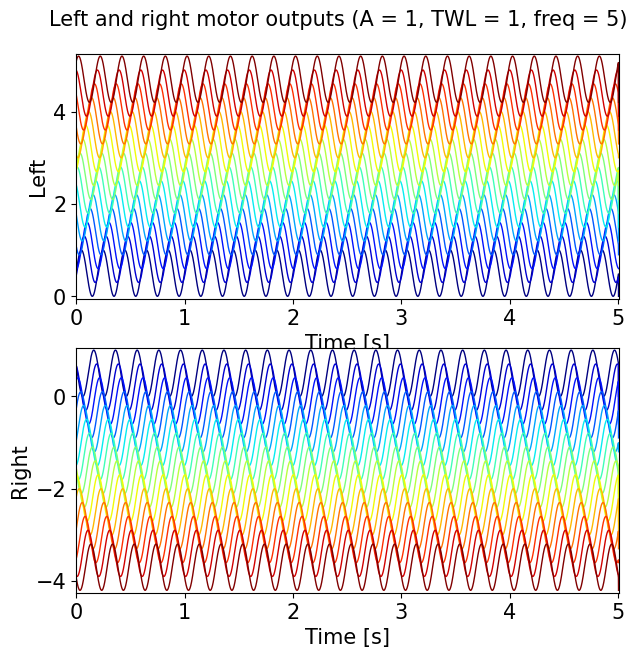 Left and right motor outputs (A = 1, TWL = 1, freq = 5)
4
2
0
Left
0 1 2 3 4 5
Time [s]
0
−2
−4
Right
0 1 2 3 4 5
Time [s]